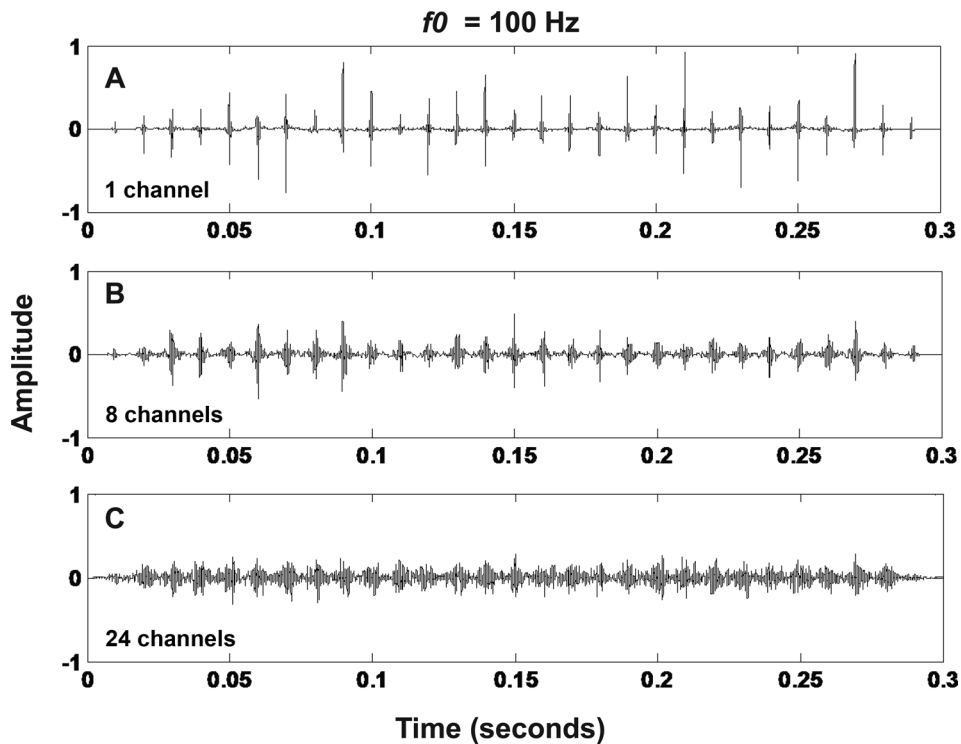 f0 = 100 Hz
1
A
0
1 channel
-1
0 0.05 0.1 0.15 0.2 0.25 0.3
1
B
0
8 channels
-1
0 0.05 0.1 0.15 0.2 0.25 0.3
1
C
0
24 channels
-1
0 0.05 0.1 0.15 0.2 0.25 0.3
Amplitude
Time (seconds)